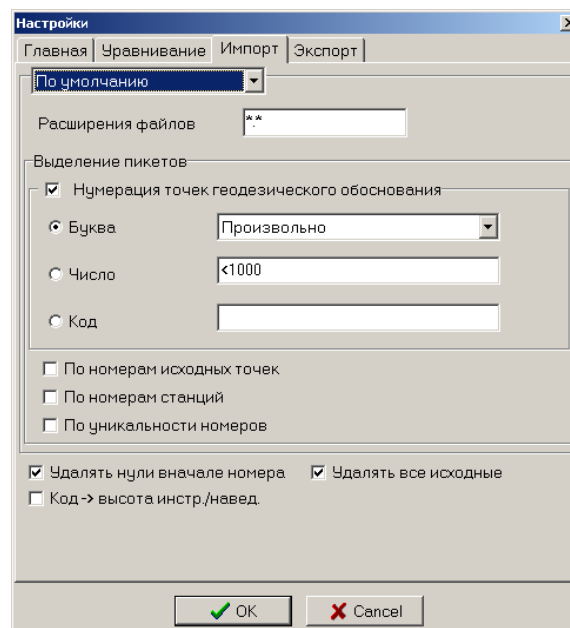 Настройки
Главная Уравнивание Импорт Экспорт
По умолчанию
Расширения файлов *.*
Выделение пикетов
Нумерация точек геодезического обоснования
Буква Произвольно
Число <1000
Код
По номерам исходных точек
По номерам станций
По уникальности номеров
Удалять нули вначале номера Удалять все исходные
Код-> высота инстр./навед.
OK Cancel